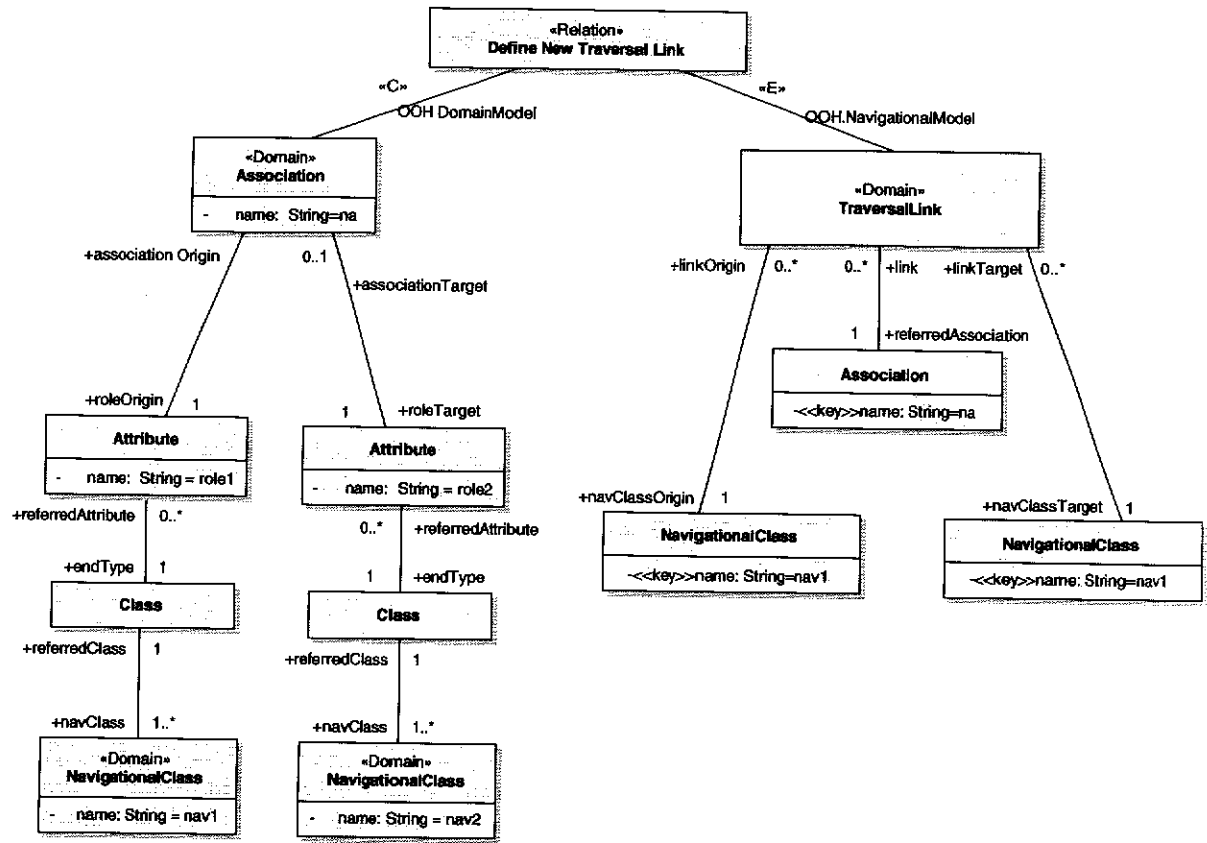 «Relation»
Define New Traversal Link
«C»
OOH DomainModel
«E»
OOH.NavigationalModel
«Domain»
Association
- name: String=na
«Domain»
TraversalLink
+association Origin
0..1
+associationTarget
+linkOrigin 0..* 0..* +link +linkTarget 0..*
1 +referredAssociation
Association
-<<key>>name: String=na
+roleOrigin 1
1 +roleTarget
Attribute
- name: String = role1
Attribute
- name: String = role2
+navClassOrigin 1
NavigationalClass
-<<key>>name: String=nav1
+navClassTarget 1
NavigationalClass
-<<key>>name: String=nav1
+referredAttribute 0..*
0..* +referredAttribute
+endType 1
1 +endType
Class
Class
+referredClass 1
+referredClass 1
+navClass 1..*
+navClass 1..*
«Domain»
NavigationalClass
- name: String = nav1
«Domain»
NavigationalClass
- name: String = nav2